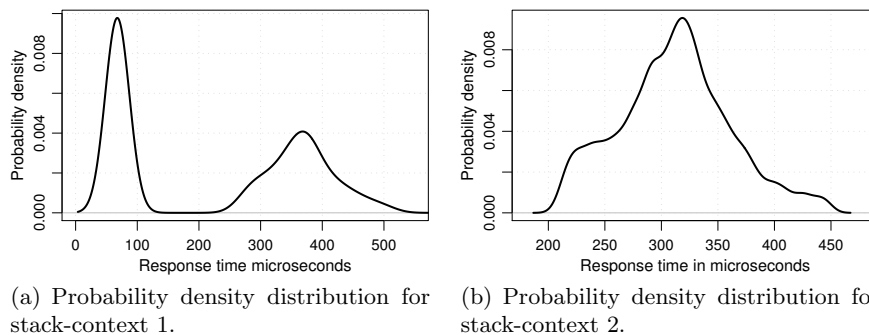 Probability density
0.000 0.004 0.008
0 100 200 300 400 500
Response time microseconds
(a) Probability density distribution for
stack-context 1.
Probability density
0.000 0.004 0.008
200 250 300 350 400 450
Response time in microseconds
(b) Probability density distribution fo
stack-context 2.